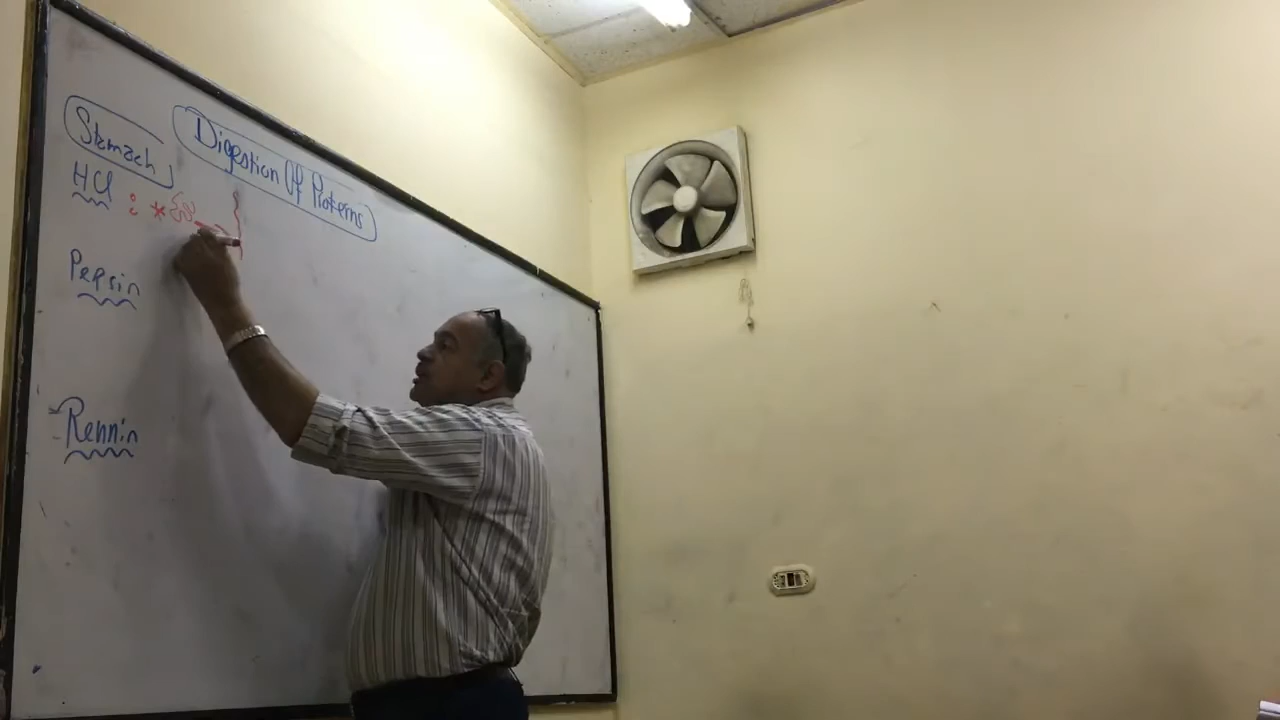 Stomach
Digestion Of Proteins
HCl : *
Pepsin
Rennin